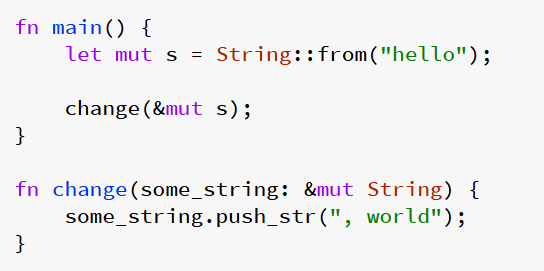 fn main() {
    let mut s = String::from("hello");

    change(&mut s);
}

fn change(some_string: &mut String) {
    some_string.push_str(", world");
}